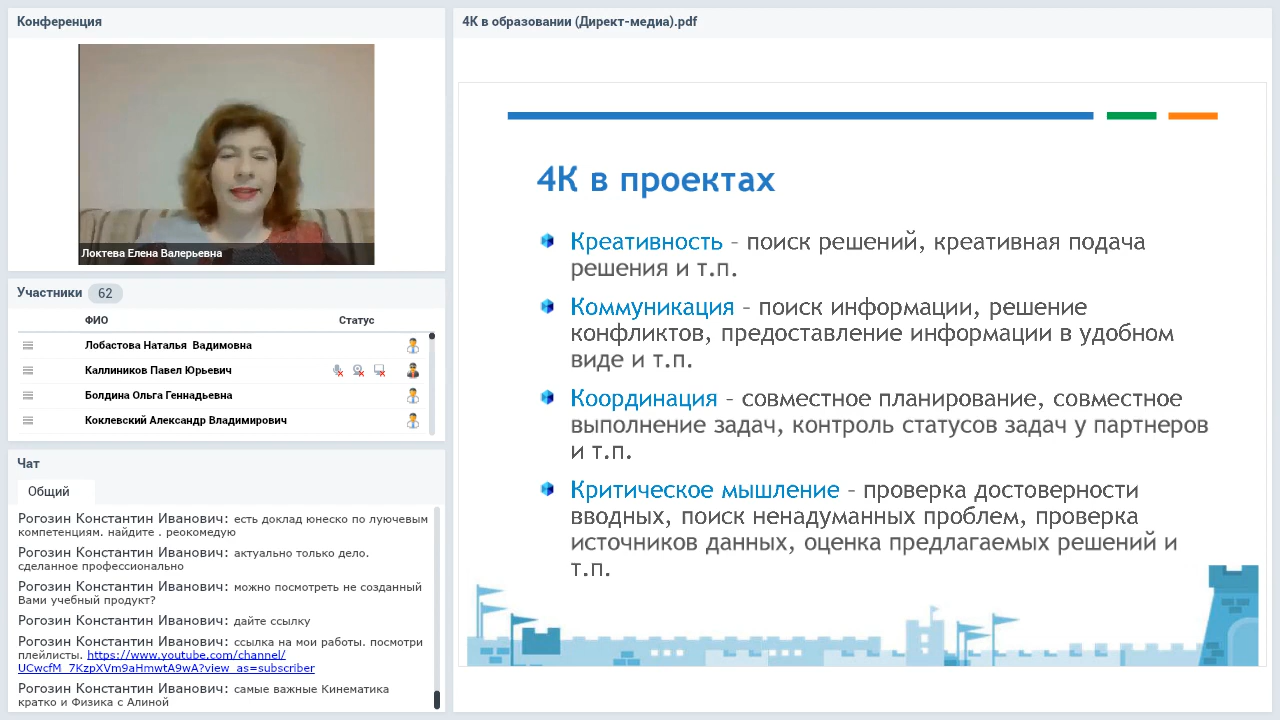 Конференция
Локтева Елена Валерьевна
Участники 62
ФИО Статус
Лобастова Наталья Вадимовна
Каллиников Павел Юрьевич
Болдина Ольга Геннадьевна
Коклевский Александр Владимирович
Чат
Общий
Рогозин Константин Иванович: есть доклад юнеско по луючевым
компетенциям. найдите . реокомедую
Рогозин Константин Иванович: актуально только дело.
сделанное профессионально
Рогозин Константин Иванович: можно посмотреть не созданный
Вами учебный продукт?
Рогозин Константин Иванович: дайте ссылку
Рогозин Константин Иванович: ссылка на мои работы. посмотри
плейлисты. https://www.youtube.com/channel/
UCwcfM_7KzpXVm9aHmwtA9wA?view_as=subscriber
Рогозин Константин Иванович: самые важные Кинематика
кратко и Физика с Алиной
4К в образовании (Директ-медиа).pdf
4К в проектах
Креативность – поиск решений, креативная подача
решения и т.п.
Коммуникация – поиск информации, решение
конфликтов, предоставление информации в удобном
виде и т.п.
Координация – совместное планирование, совместное
выполнение задач, контроль статусов задач у партнеров
и т.п.
Критическое мышление – проверка достоверности
вводных, поиск ненадуманных проблем, проверка
источников данных, оценка предлагаемых решений и
т.п.